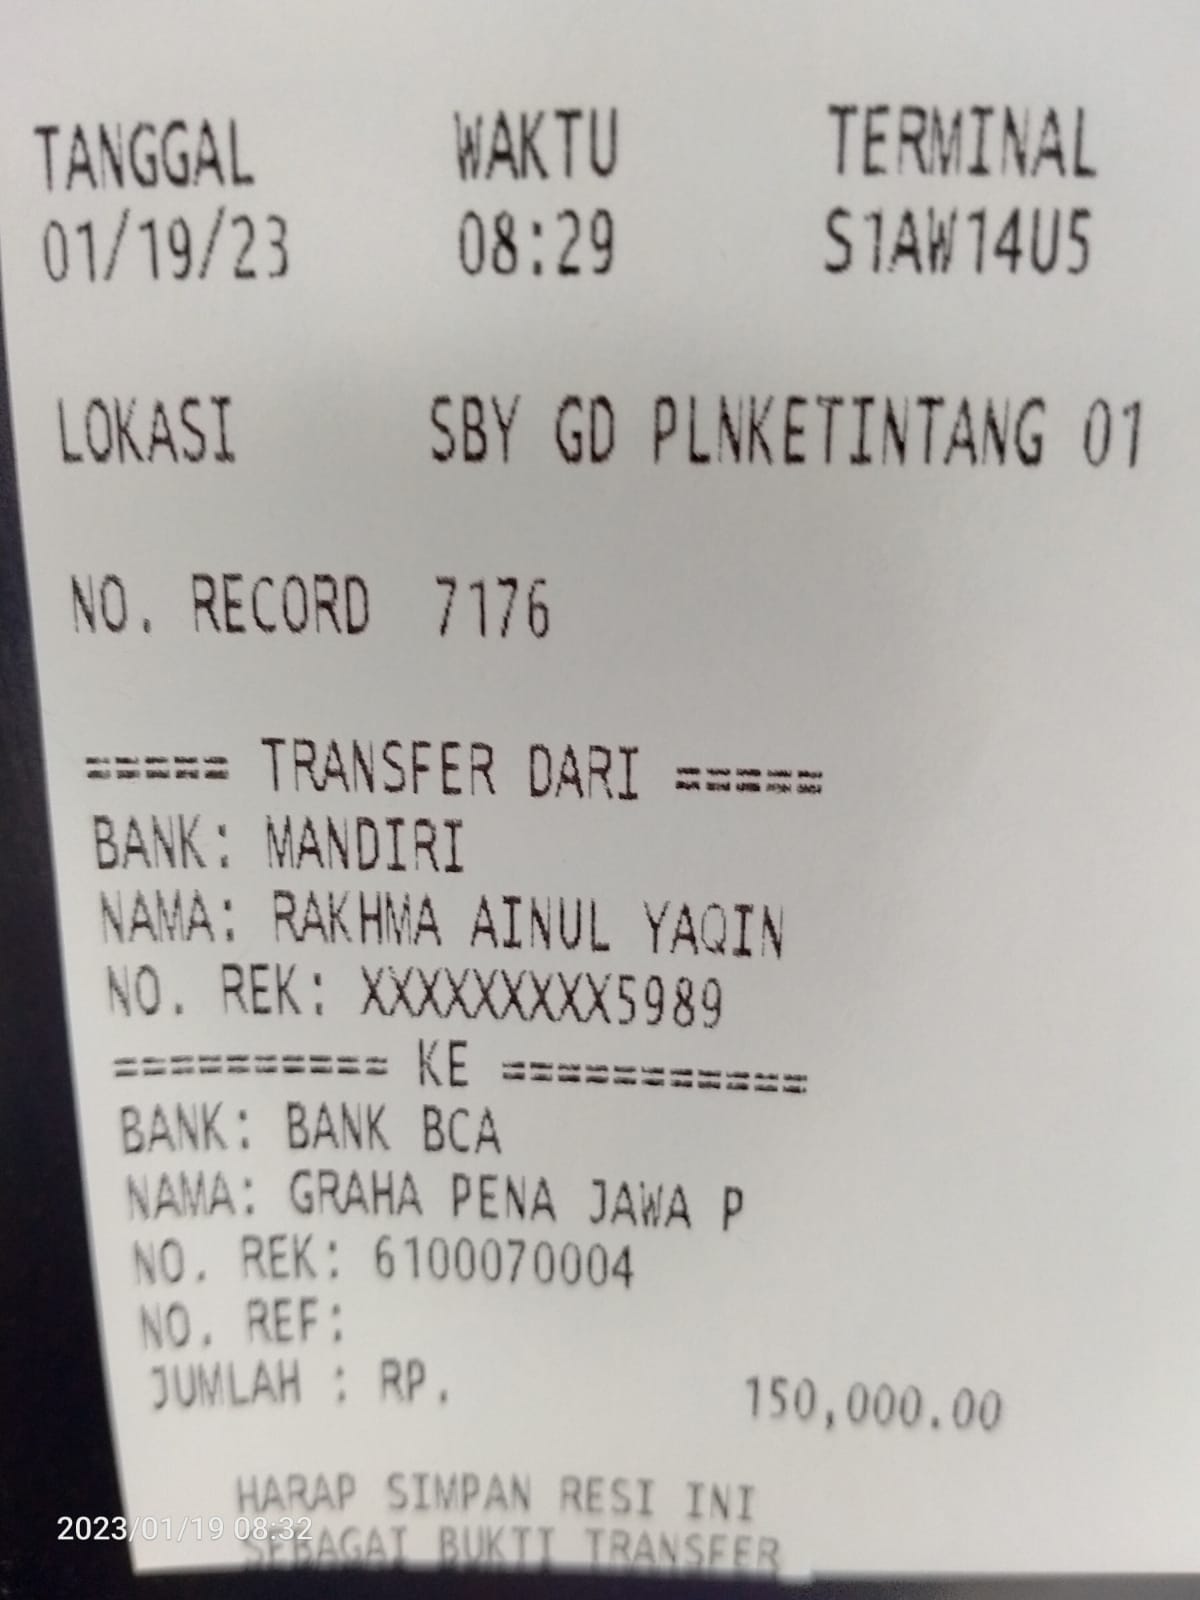 TANGGAL WAKTU TERMINAL
01/19/23 08:29 S1AW14U5
LOKASI SBY GD PLNKETINTANG 01
NO. RECORD 7176
===== TRANSFER DARI =====
BANK: MANDIRI
NAMA: RAKHMA AINUL YAQIN
NO. REK: XXXXXXXXX5989
========== KE ===========
BANK: BANK BCA
NAMA: GRAHA PENA JAWA P
NO. REK: 6100070004
NO. REF:
JUMLAH : RP. 150,000.00
HARAP SIMPAN RESI INI
SEBAGAI BUKTI TRANSFER
2023/01/19 08:32